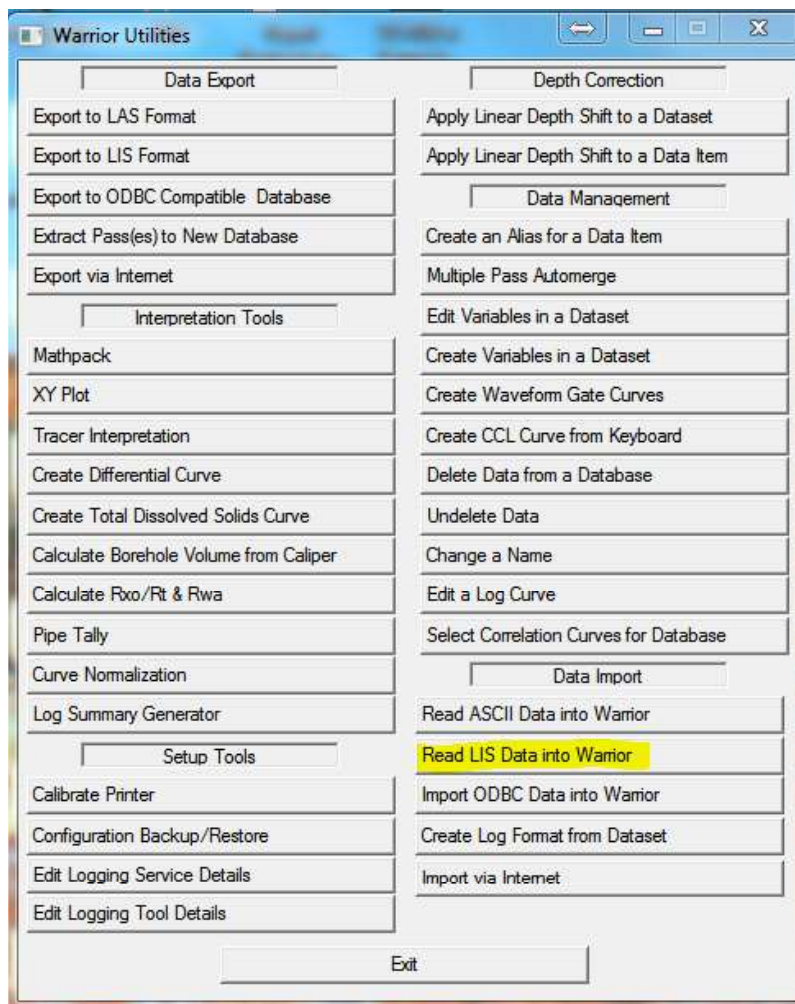 Warrior Utilities
Data Export
Export to LAS Format
Export to LIS Format
Export to ODBC Compatible Database
Extract Pass(es) to New Database
Export via Internet
Interpretation Tools
Mathpack
XY Plot
Tracer Interpretation
Create Differential Curve
Create Total Dissolved Solids Curve
Calculate Borehole Volume from Caliper
Calculate Rxo/Rt & Rwa
Pipe Tally
Curve Normalization
Log Summary Generator
Setup Tools
Calibrate Printer
Configuration Backup/Restore
Edit Logging Service Details
Edit Logging Tool Details
Depth Correction
Apply Linear Depth Shift to a Dataset
Apply Linear Depth Shift to a Data Item
Data Management
Create an Alias for a Data Item
Multiple Pass Automerge
Edit Variables in a Dataset
Create Variables in a Dataset
Create Waveform Gate Curves
Create CCL Curve from Keyboard
Delete Data from a Database
Undelete Data
Change a Name
Edit a Log Curve
Select Correlation Curves for Database
Data Import
Read ASCII Data into Warrior
Read LIS Data into Warrior
Import ODBC Data into Warrior
Create Log Format from Dataset
Import via Internet
Exit